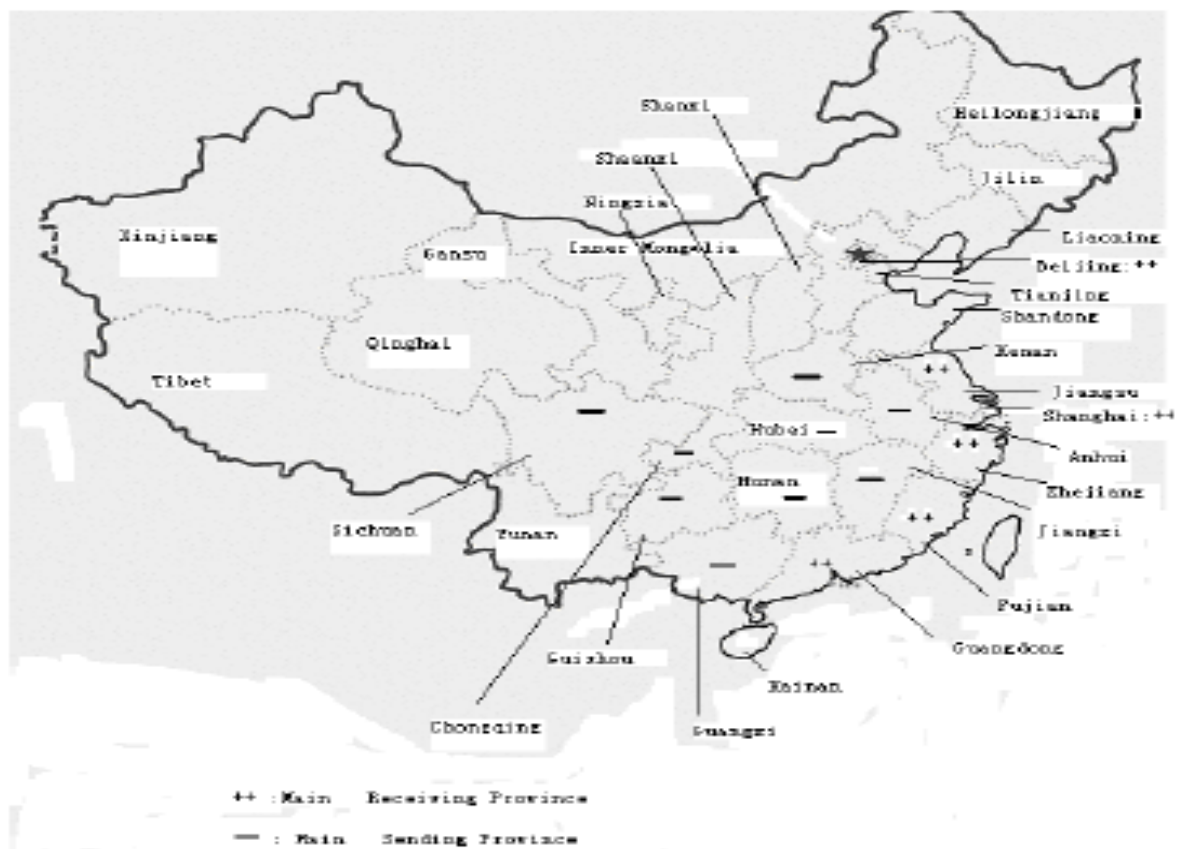 Shanxi
Shaanxi
Ningxia
Heilongjiang
Jilin
Xinjiang
Gansu
Inner Mongolia
Liaoning
Beijing:++
Tianjing
Shandong
Qinghai
Henan
Tibet
++
Jiangsu
Shanghai:++
Hubei —
++
Anhui
Hunan
Zhejiang
Sichuan
Yunan
++
Jiangxi
++
Fujian
Guizhou
Guangdong
Hainan
Chongqing
Guangxi
++ :Main Receiving Province
— : Main Sending Province